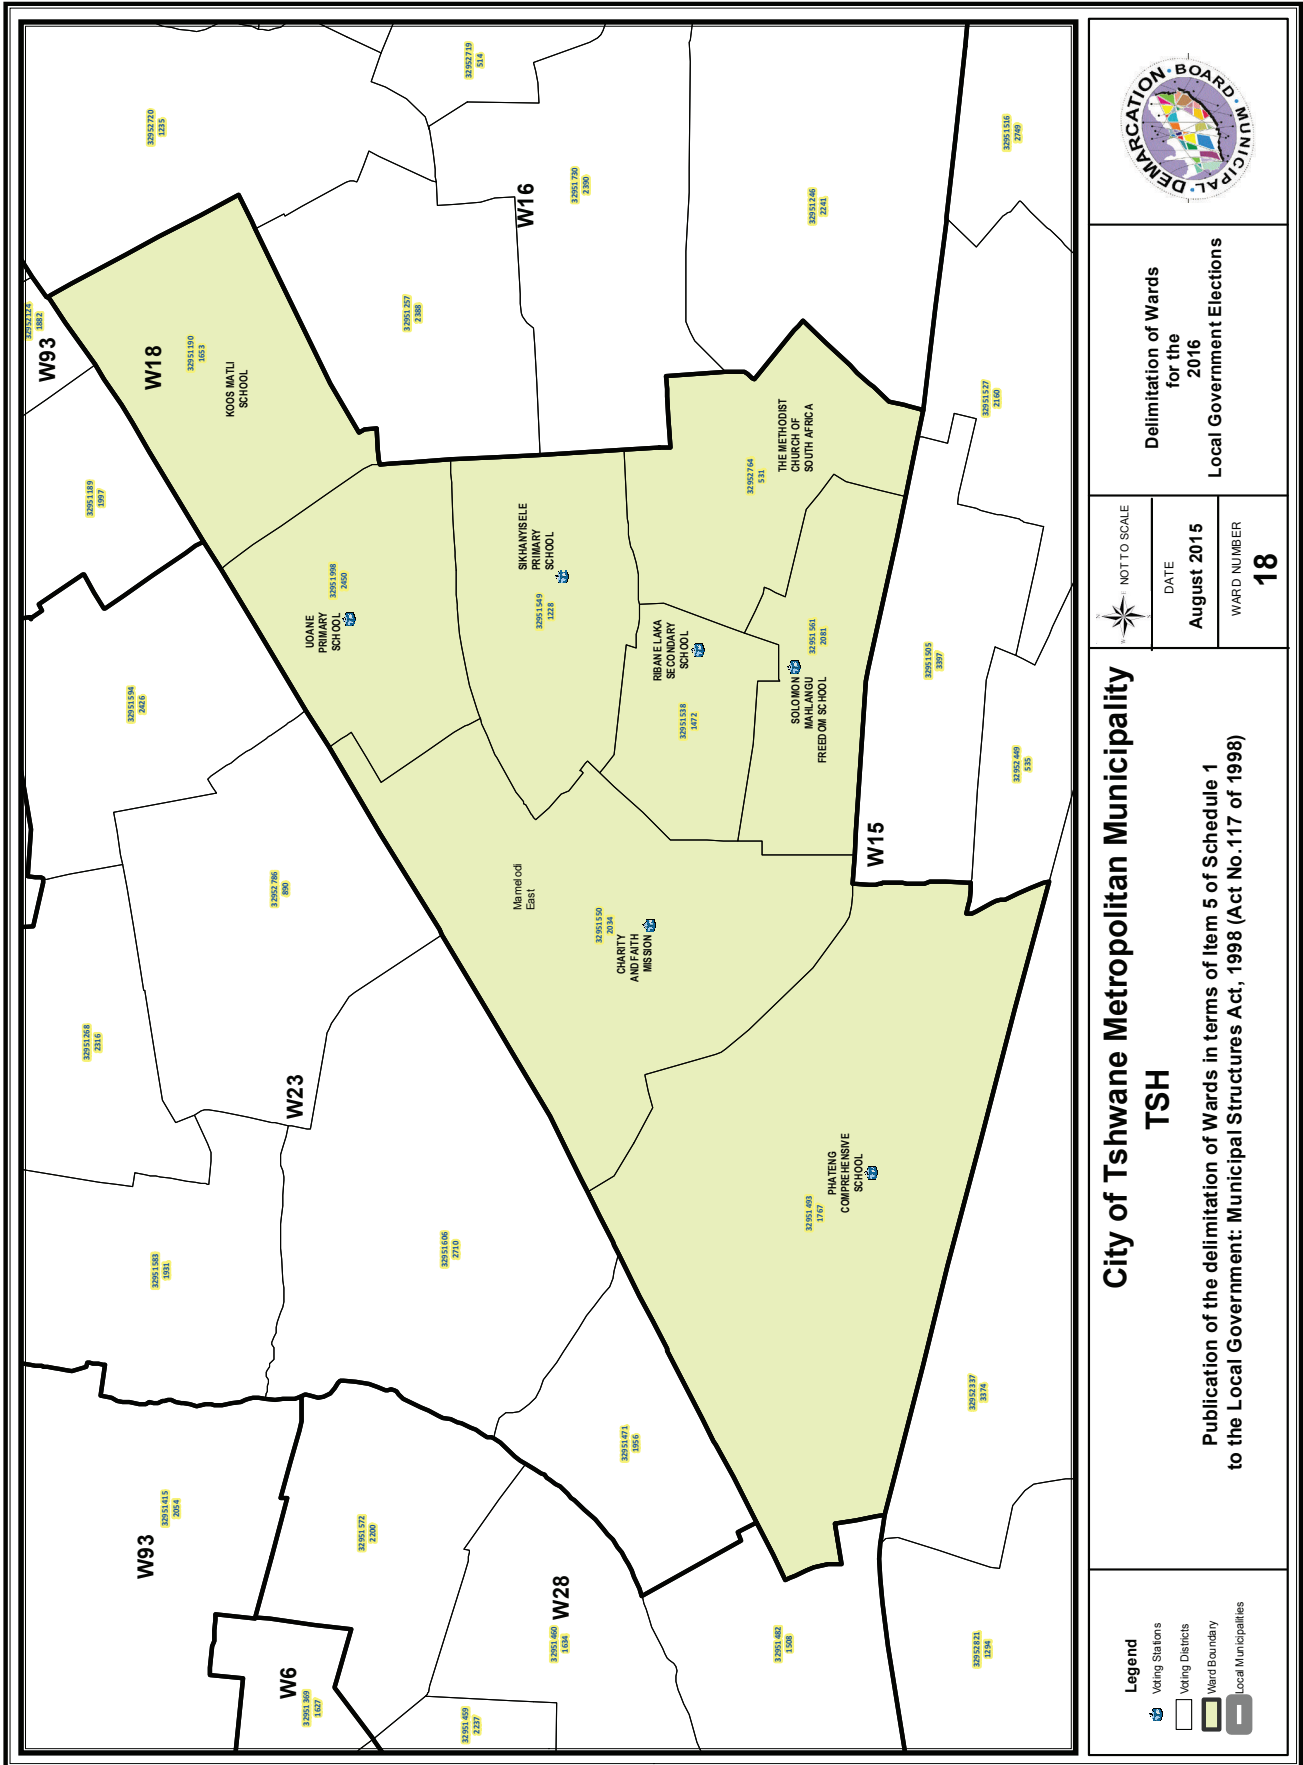 32952720
1235
32952719
514
32951730
2390
W16
32951246
2241
32951516
2749
32951257
2388
32952124
1882
W93
W18
32951190
1653
KOOS MATLI
SCHOOL
32951189
1997
32951527
2160
THE METHODIST
CHURCH OF
SOUTH AFRICA
32952764
531
SIKHANYISELE
PRIMARY
SCHOOL
32951549
1228
32951998
2450
UOANE
PRIMARY
SCHOOL
RIBANE LAKA
SECONDARY
SCHOOL
32951538
1472
32951561
2081
SOLOMON
MAHLANGU
FREEDOM SCHOOL
32951505
3397
32952449
535
W15
32951594
2426
32952786
890
Mamelodi
East
32951550
2034
CHARITY
AND FAITH
MISSION
32951268
2316
W23
PHATENG
COMPREHENSIVE
SCHOOL
32951493
1767
32951583
1931
32951606
2710
32952337
3374
32951471
1956
W93
32951415
2054
32951572
2200
W28
32951460
1634
32951482
1508
32952821
1294
W6
32951369
1627
32951459
2237
Legend
Voting Stations
Voting Districts
Ward Boundary
Local Municipalities
City of Tshwane Metropolitan Municipality
TSH
Publication of the delimitation of Wards in terms of Item 5 of Schedule 1
to the Local Government: Municipal Structures Act, 1998 (Act No.117 of 1998)
NOT TO SCALE
DATE
August 2015
WARD NUMBER
18
Delimitation of Wards
for the
2016
Local Government Elections
MUNICIPAL DEMARCATION BOARD